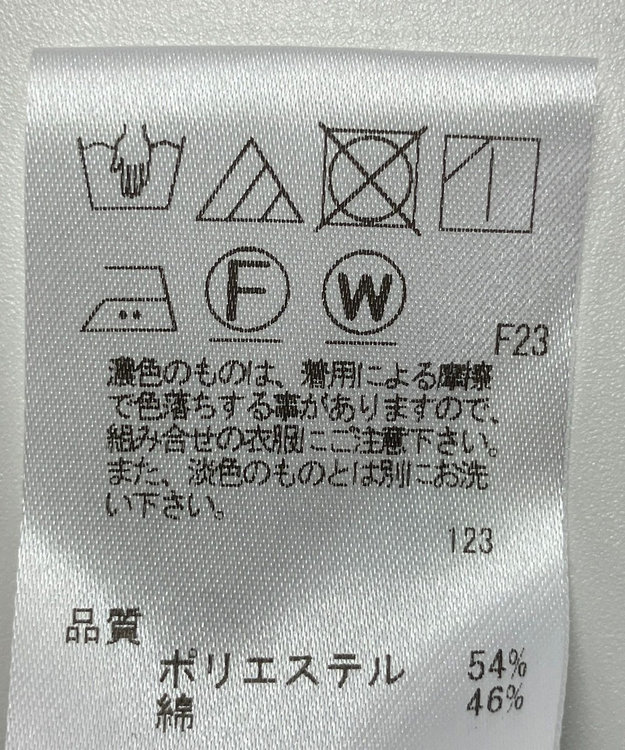 F
W
F23
濃色のものは、着用による摩擦
で色落ちする事がありますので、
組み合せの衣服にご注意下さい。
また、淡色のものとは別にお洗
い下さい。
123
品質
ポリエステル 54%
綿 46%